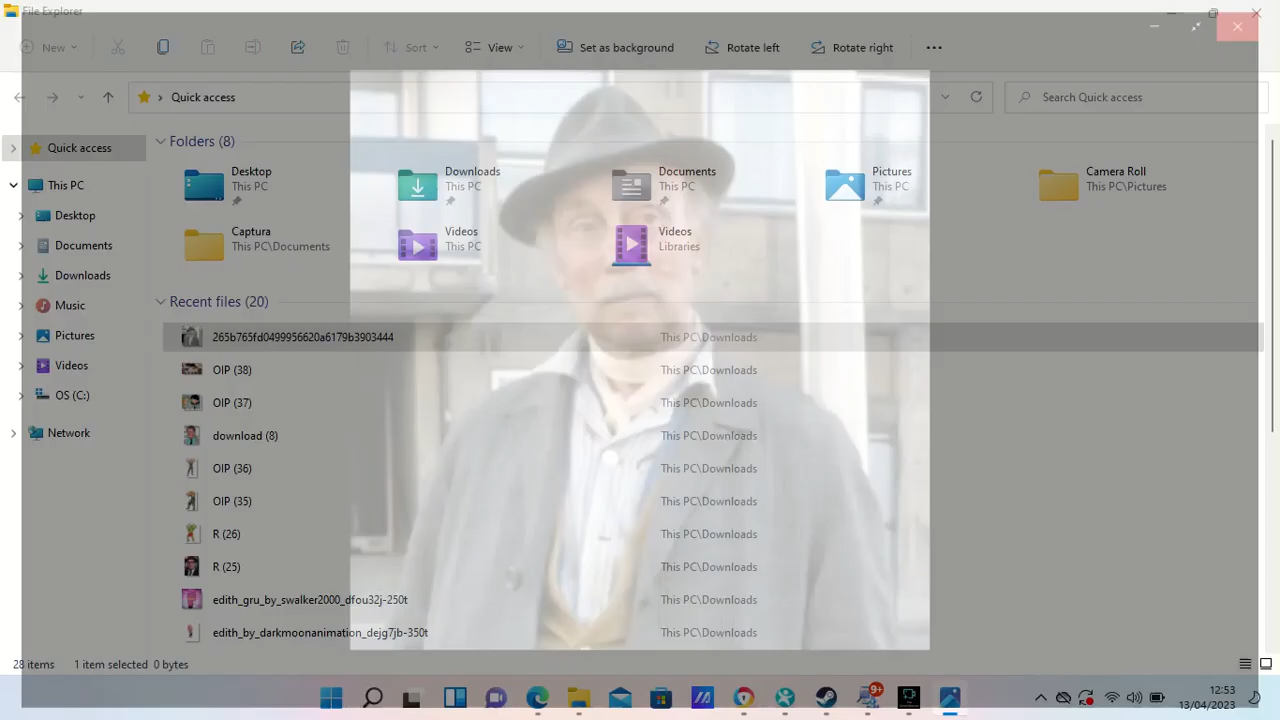 File Explorer
New Sort View Set as background Rotate left Rotate right
Quick access Search Quick access
Quick access
This PC
Desktop
Documents
Downloads
Music
Pictures
Videos
OS (C:)
Network
Folders (8)
Desktop
This PC
Downloads
This PC
Documents
This PC
Pictures
This PC
Camera Roll
This PC\Pictures
Captura
This PC\Documents
Videos
This PC
Videos
Libraries
Recent files (20)
265b765fd0499956620a6179b3903444 This PC\Downloads
OIP (38) This PC\Downloads
OIP (37) This PC\Downloads
download (8) This PC\Downloads
OIP (36) This PC\Downloads
OIP (35) This PC\Downloads
R (26) This PC\Downloads
R (25) This PC\Downloads
edith_gru_by_swalker2000_dfou32j-250t This PC\Downloads
edith_by_darkmoonanimation_dejg7jb-350t This PC\Downloads
28 items 1 item selected 0 bytes
9+
12:53
13/04/2023